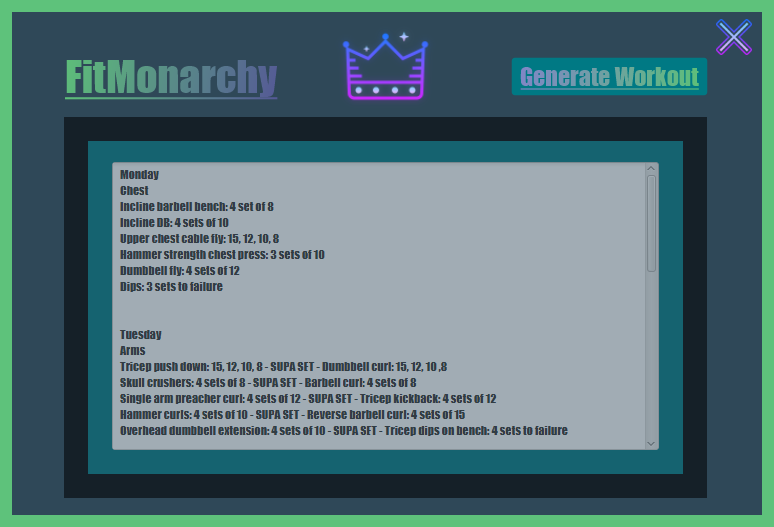 FitMonarchy
Generate Workout
Monday
Chest
Incline barbell bench: 4 set of 8
Incline DB: 4 sets of 10
Upper chest cable fly: 15, 12, 10, 8
Hammer strength chest press: 3 sets of 10
Dumbbell fly: 4 sets of 12
Dips: 3 sets to failure
Tuesday
Arms
Tricep push down: 15, 12, 10, 8 - SUPA SET - Dumbbell curl: 15, 12, 10 ,8
Skull crushers: 4 sets of 8 - SUPA SET - Barbell curl: 4 sets of 8
Single arm preacher curl: 4 sets of 12 - SUPA SET - Tricep kickback: 4 sets of 12
Hammer curls: 4 sets of 10 - SUPA SET - Reverse barbell curl: 4 sets of 15
Overhead dumbbell extension: 4 sets of 10 - SUPA SET - Tricep dips on bench: 4 sets to failure